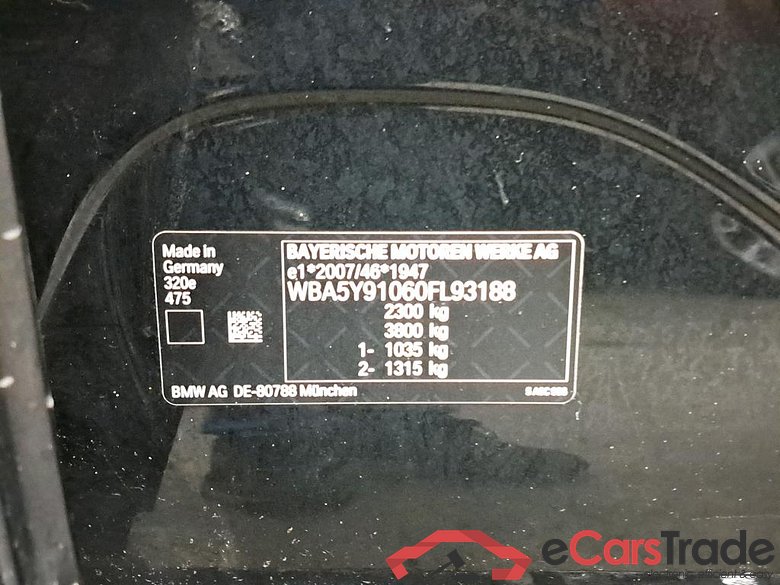 Made in
Germany
320e
475
BAYERISCHE MOTOREN WERKE AG
e1*2007/46*1947
WBA5Y91060FL93188
2300 kg
3800 kg
1- 1035 kg
2- 1315 kg
BMW AG DE-80788 München
eCarsTrade